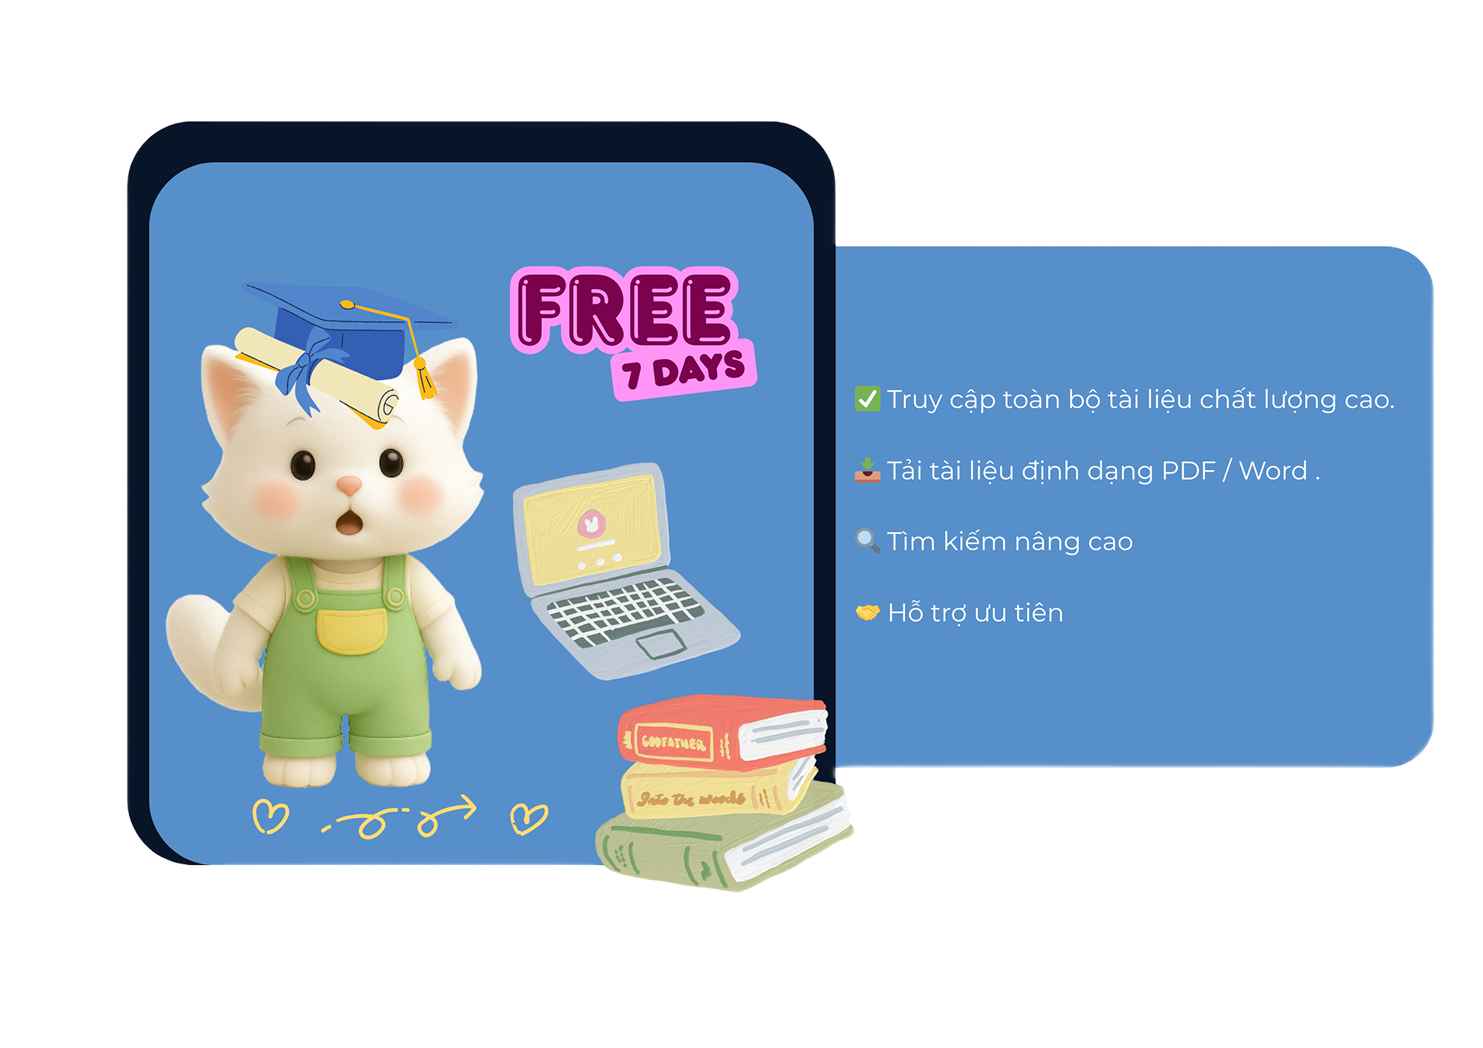 FREE
7 DAYS
✅ Truy cập toàn bộ tài liệu chất lượng cao.
📥 Tải tài liệu định dạng PDF / Word .
🔍 Tìm kiếm nâng cao
🤝 Hỗ trợ ưu tiên
GODFATHER
Into the woods